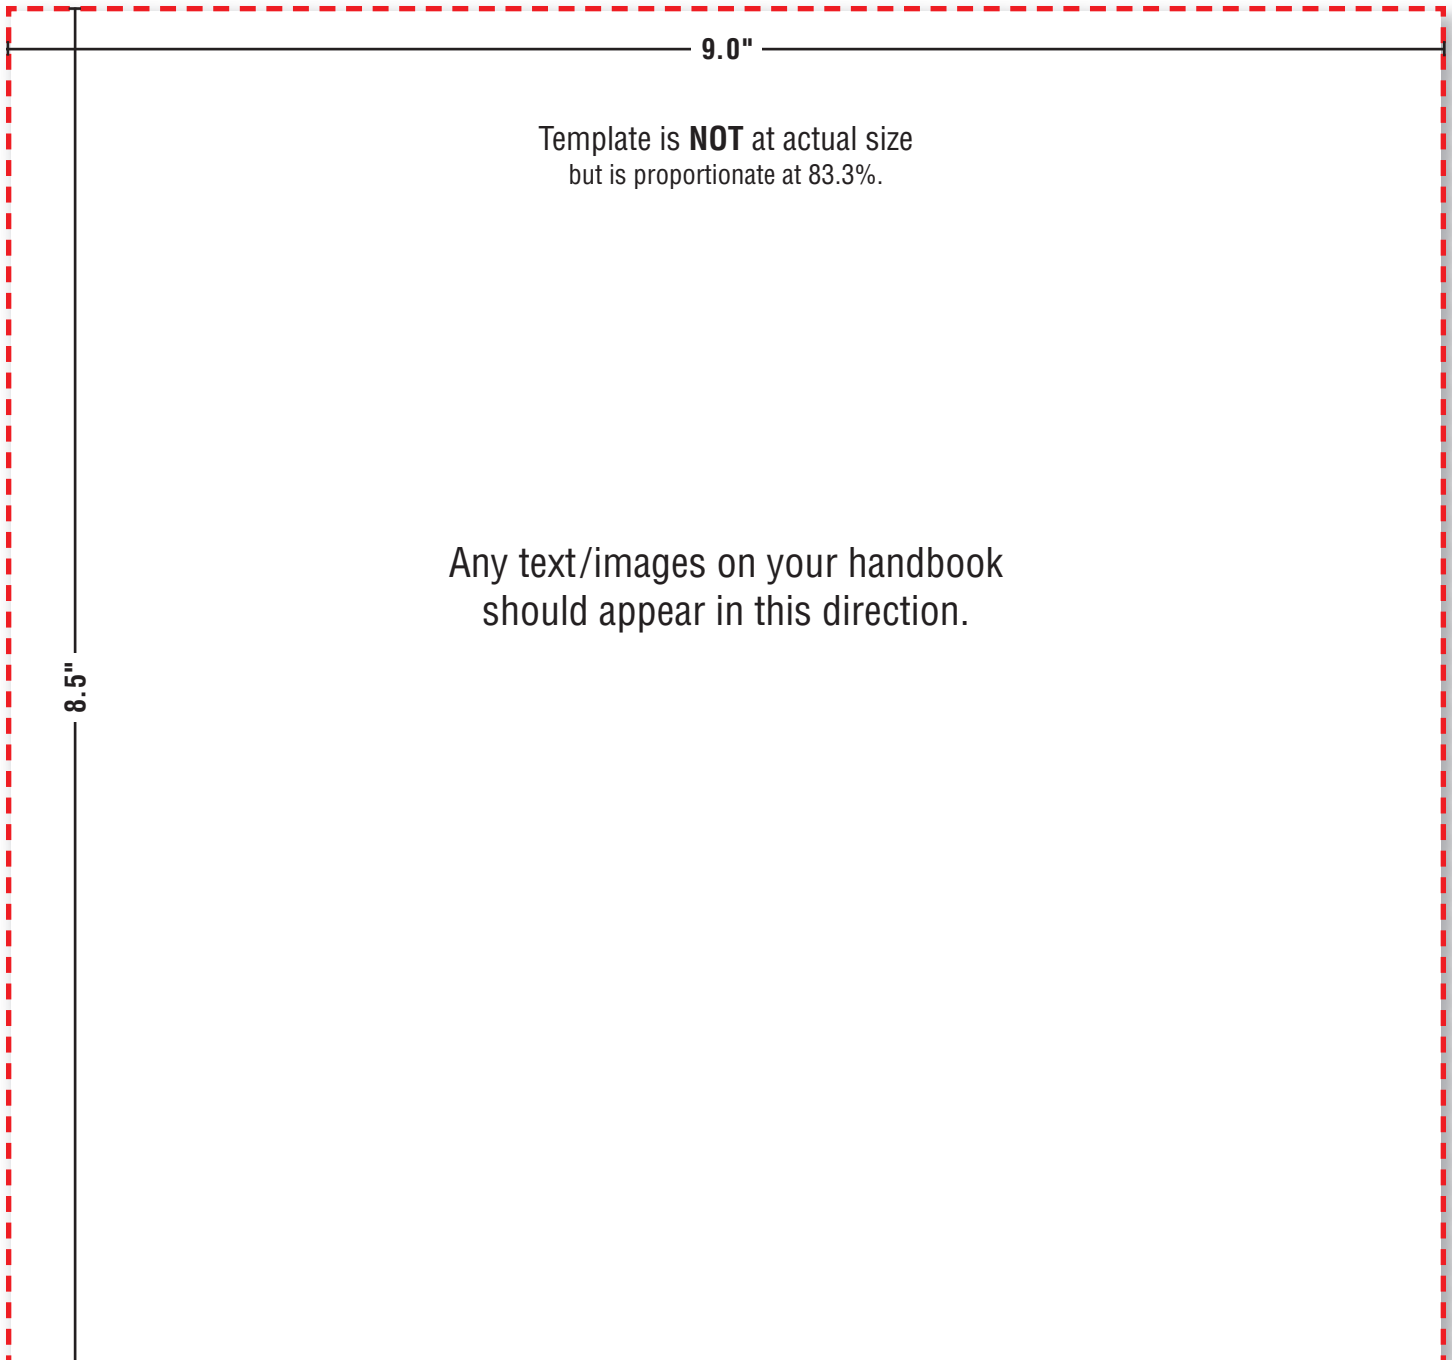 9.0"
Template is NOT at actual size
but is proportionate at 83.3%.
Any text/images on your handbook
should appear in this direction.
8.5"